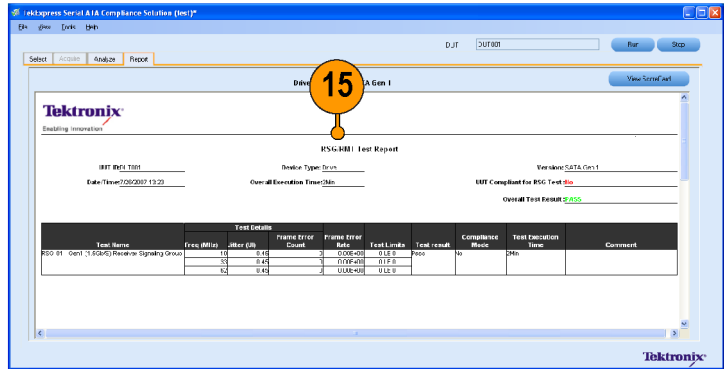 TekExpress Serial ATA Compliance Solution (Test)*
File View Tools Help
DUT DUT001 Run Stop
Select Acquire Analyze Report
Drive A Gen 1 View ScoreCard
15
Tektronix
Enabling Innovation
RSG/RMT Test Report
UUT ID:DUT001 Device Type: Drive Version: SATA Gen 1
Date/Time:7/26/2007 13:23 Overall Execution Time:2Min UUT Compliant for RSG Test :No
Overall Test Result :PASS
Test Details
Test Name Freq (MHz) Jitter (UI) Frame Error Count Frame Error Rate Test Limits Test result Compliance Mode Test Execution Time Comment
RSG-01 Gen1 (1.5Gb/S) Receiver Signaling Group 10 0.45 0 0.00E+00 0 LE 0 Pass No 2Min
33 0.45 0 0.00E+00 0 LE 0
62 0.45 0 0.00E+00 0 LE 0
Tektronix